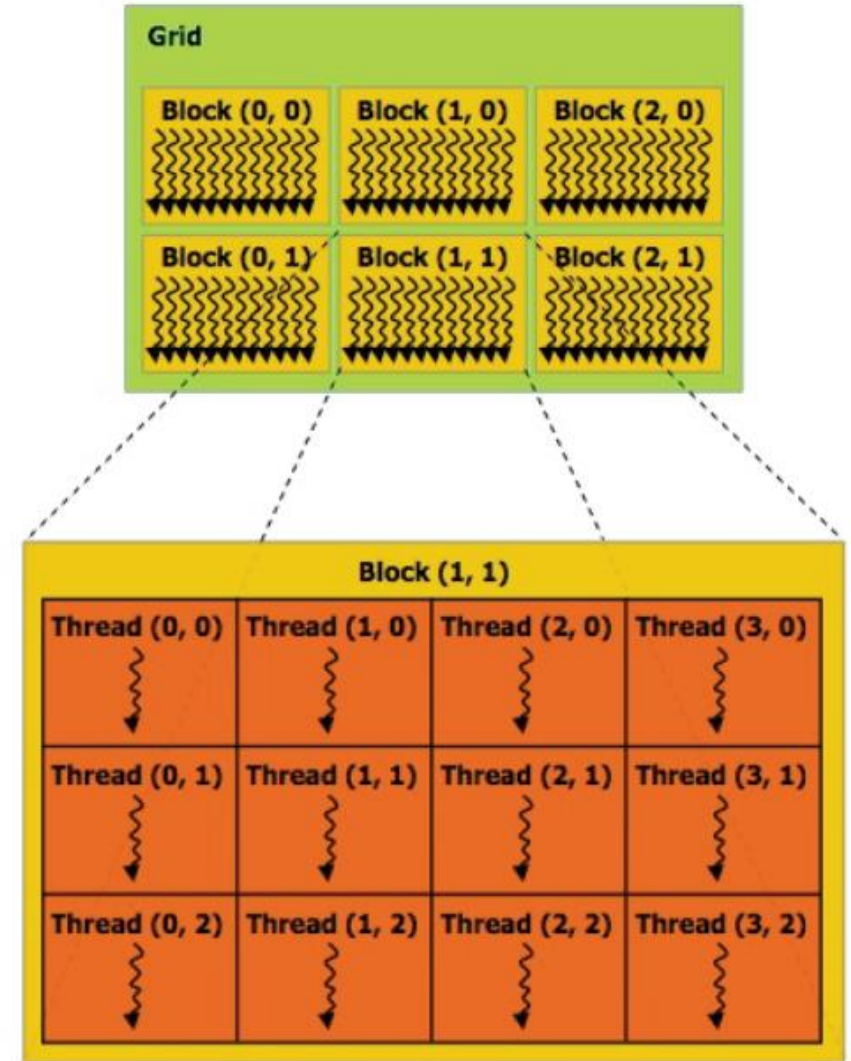 Grid
Block (0, 0) Block (1, 0) Block (2, 0)
Block (0, 1) Block (1, 1) Block (2, 1)
Block (1, 1)
Thread (0, 0) Thread (1, 0) Thread (2, 0) Thread (3, 0)
Thread (0, 1) Thread (1, 1) Thread (2, 1) Thread (3, 1)
Thread (0, 2) Thread (1, 2) Thread (2, 2) Thread (3, 2)